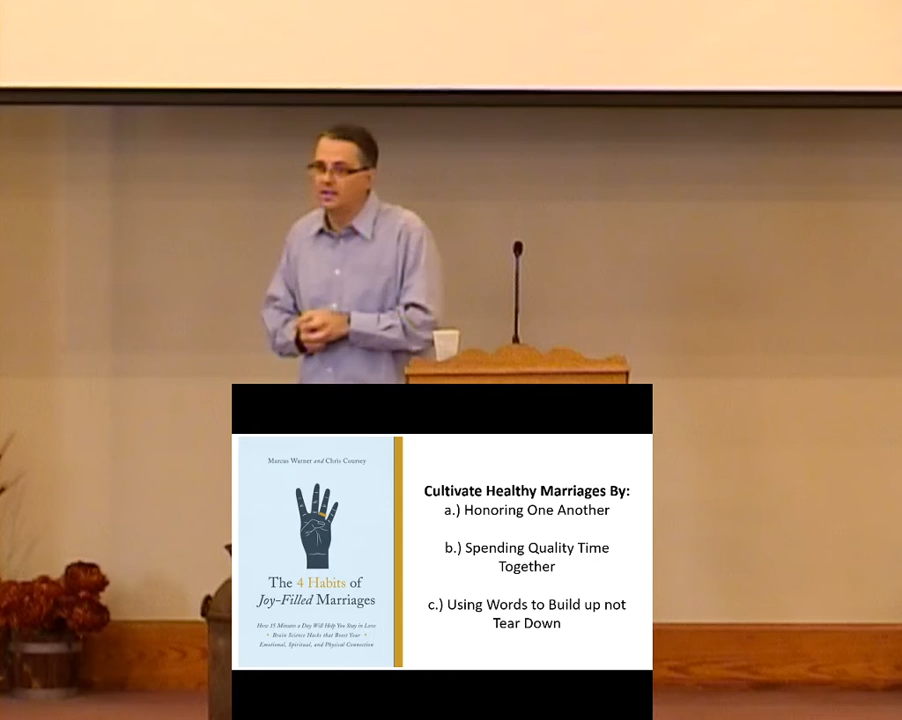 Marcus Warner and Chris Coursey
The 4 Habits of
Joy-Filled Marriages
How 15 Minutes a Day Will Help You Stay in Love
• Brain Science Hacks that Boost Your •
Emotional, Spiritual, and Physical Connection
Cultivate Healthy Marriages By:
a.) Honoring One Another
b.) Spending Quality Time
Together
c.) Using Words to Build up not
Tear Down